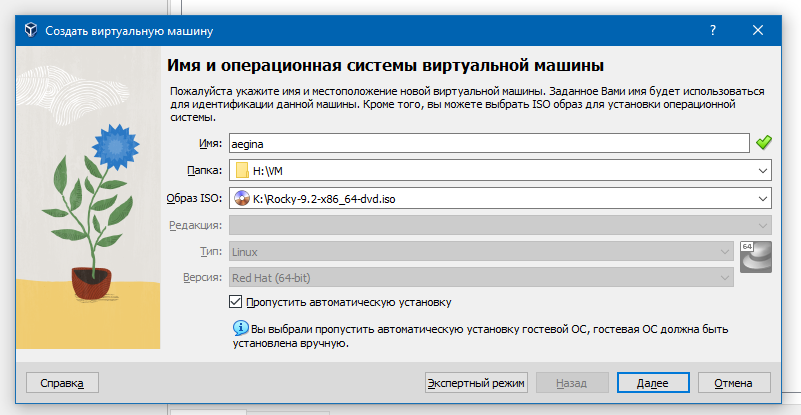 Создать виртуальную машину
?
Имя и операционная системы виртуальной машины
Пожалуйста укажите имя и местоположение новой виртуальной машины. Заданное Вами имя будет использоваться
для идентификации данной машины. Кроме того, вы можете выбрать ISO образ для установки операционной
системы.
Имя: aegina
Папка: H:\VM
Образ ISO: K:\Rocky-9.2-x86_64-dvd.iso
Редакция:
Тип: Linux
64
Версия: Red Hat (64-bit)
Пропустить автоматическую установку
Вы выбрали пропустить автоматическую установку гостевой ОС, гостевая ОС должна быть
установлена вручную.
Справка Экспертный режим Назад Далее Отмена